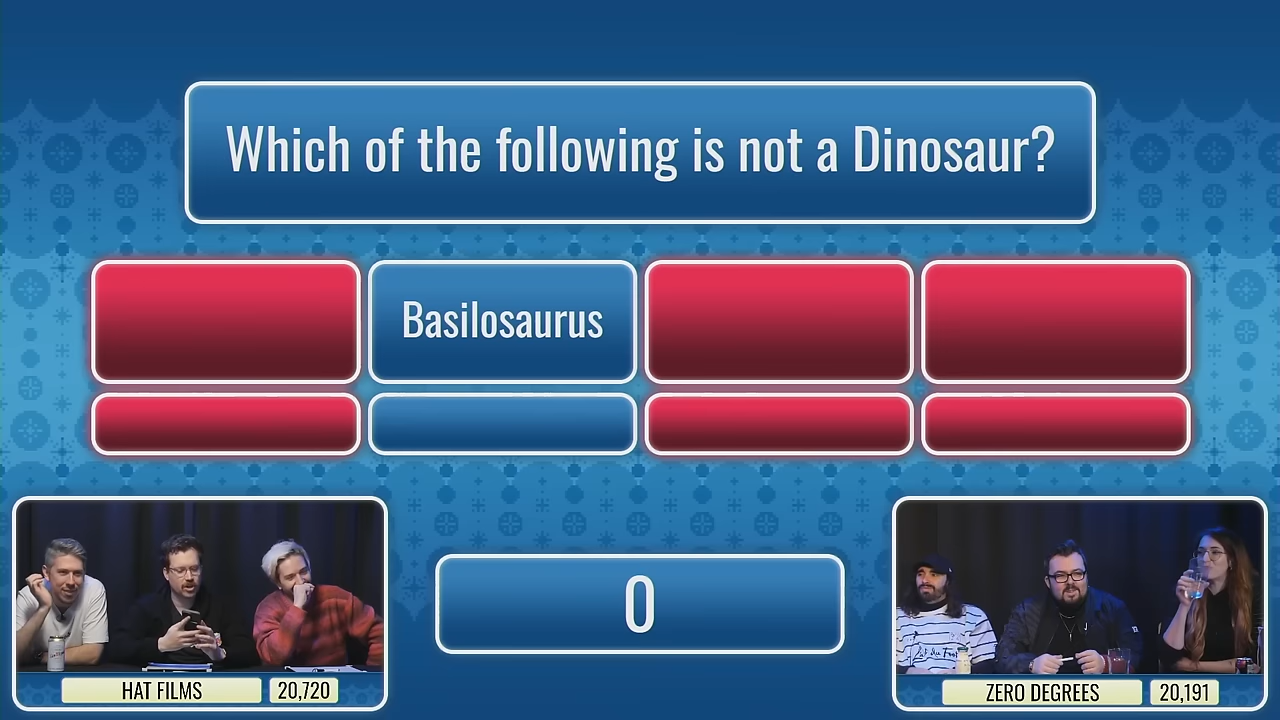 Which of the following is not a Dinosaur?
Basilosaurus
0
HAT FILMS 20,720
ZERO DEGREES 20,191